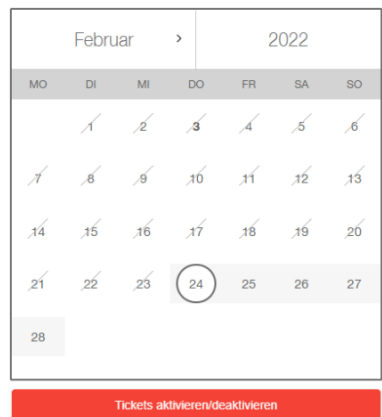 Februar > 2022
MO DI MI DO FR SA SO
1 2 3 4 5 6
7 8 9 10 11 12 13
14 15 16 17 18 19 20
21 22 23 24 25 26 27
28
Tickets aktivieren/deaktivieren